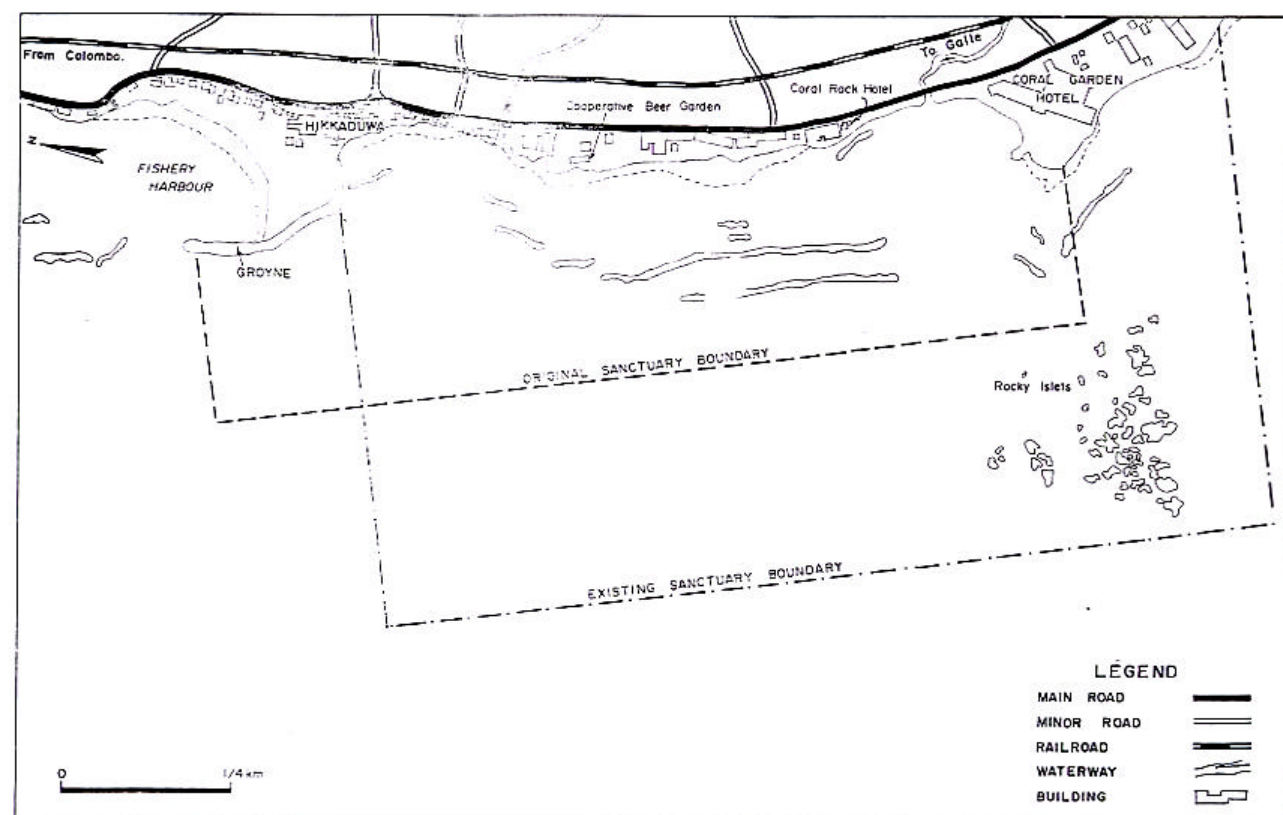 From Colombo.
To Galle
CORAL GARDEN
HOTEL
Coral Rock Hotel
Cooperative Beer Garden
HIKKADUWA
N
FISHERY
HARBOUR
GROYNE
ORIGINAL SANCTUARY BOUNDARY
Rocky Islets
EXISTING SANCTUARY BOUNDARY
LEGEND
MAIN ROAD
MINOR ROAD
RAILROAD
WATERWAY
BUILDING
0 1/4 km